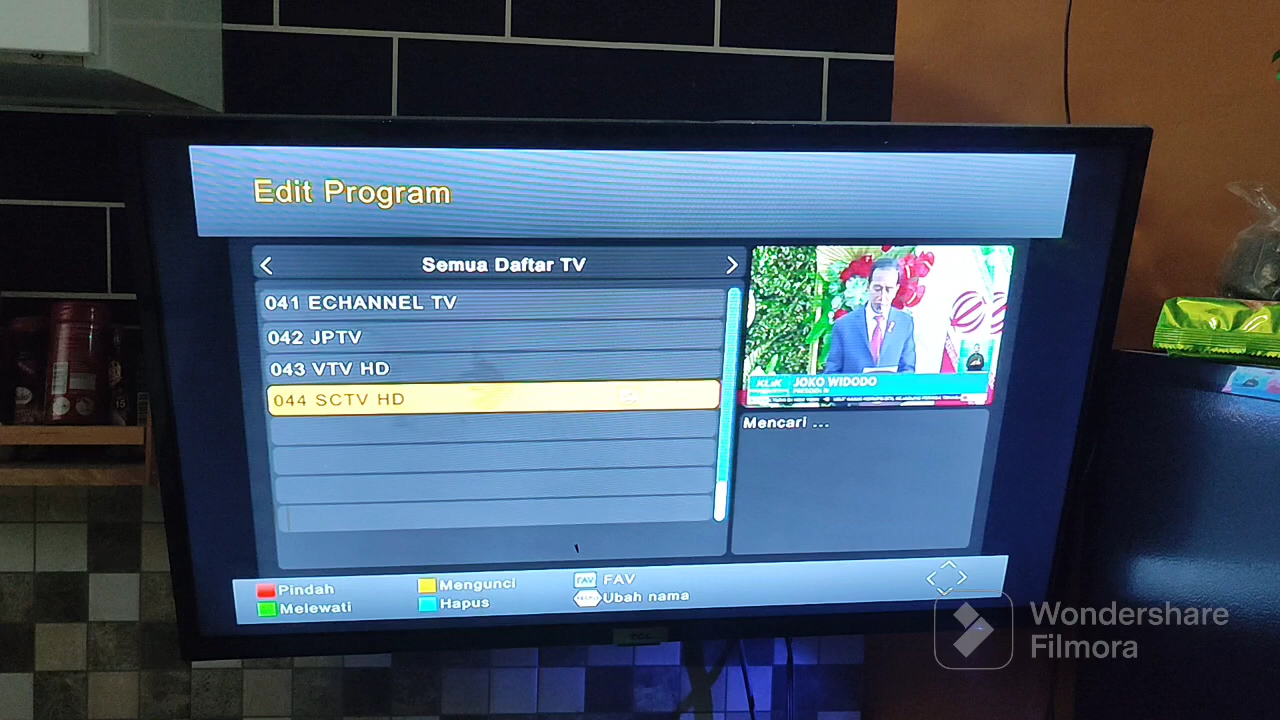 Edit Program
Semua Daftar TV
041 ECHANNEL TV
042 JPTV
043 VTV HD
044 SCTV HD
KLIK
JOKO WIDODO
Mencari ...
Pindah
Mengunci
FAV FAV
Melewati
Hapus
Ubah nama
TCL
Wondershare
Filmora